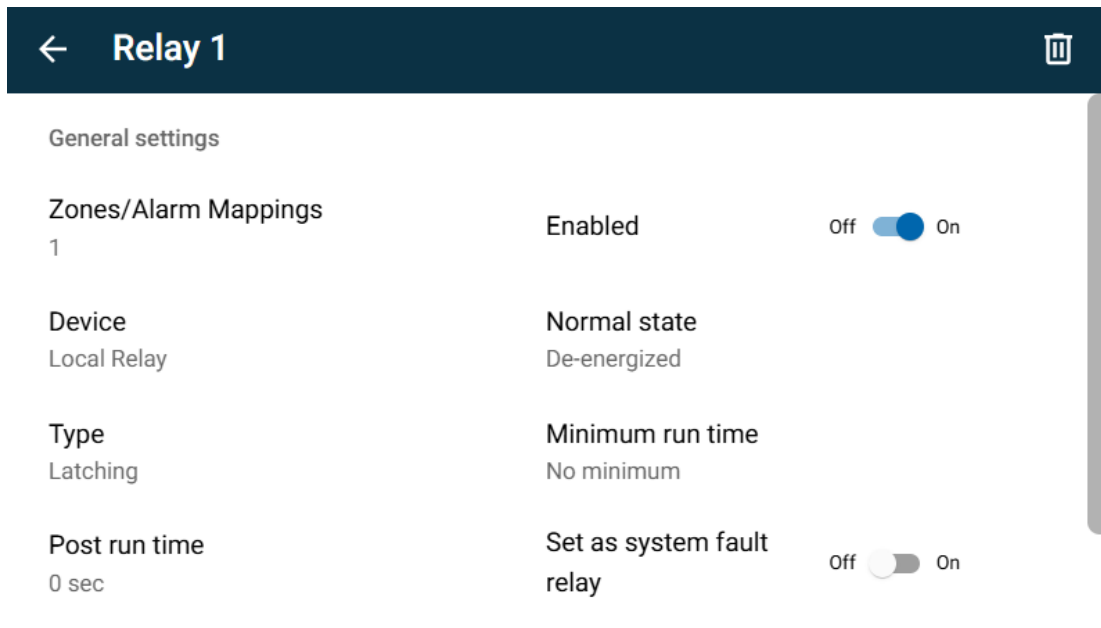 Relay 1
General settings
Zones/Alarm Mappings
1
Enabled
Off On
Device
Local Relay
Normal state
De-energized
Type
Latching
Minimum run time
No minimum
Post run time
0 sec
Set as system fault
relay
Off On